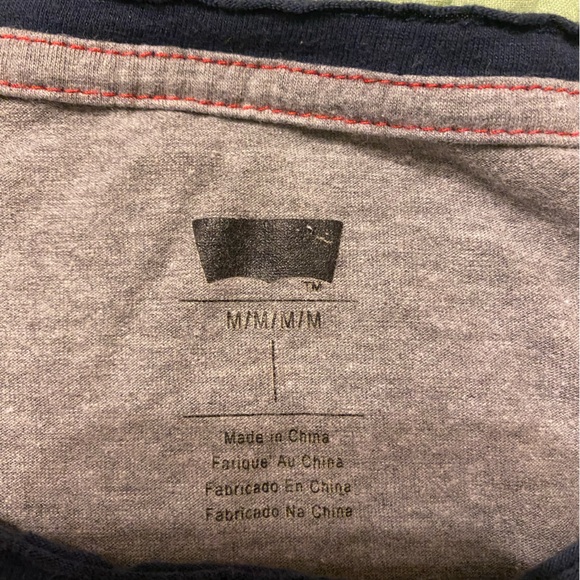 TM
M/M/M/M
Made in China
Farique' Au China
Fabricado En China
Fabricado Na China